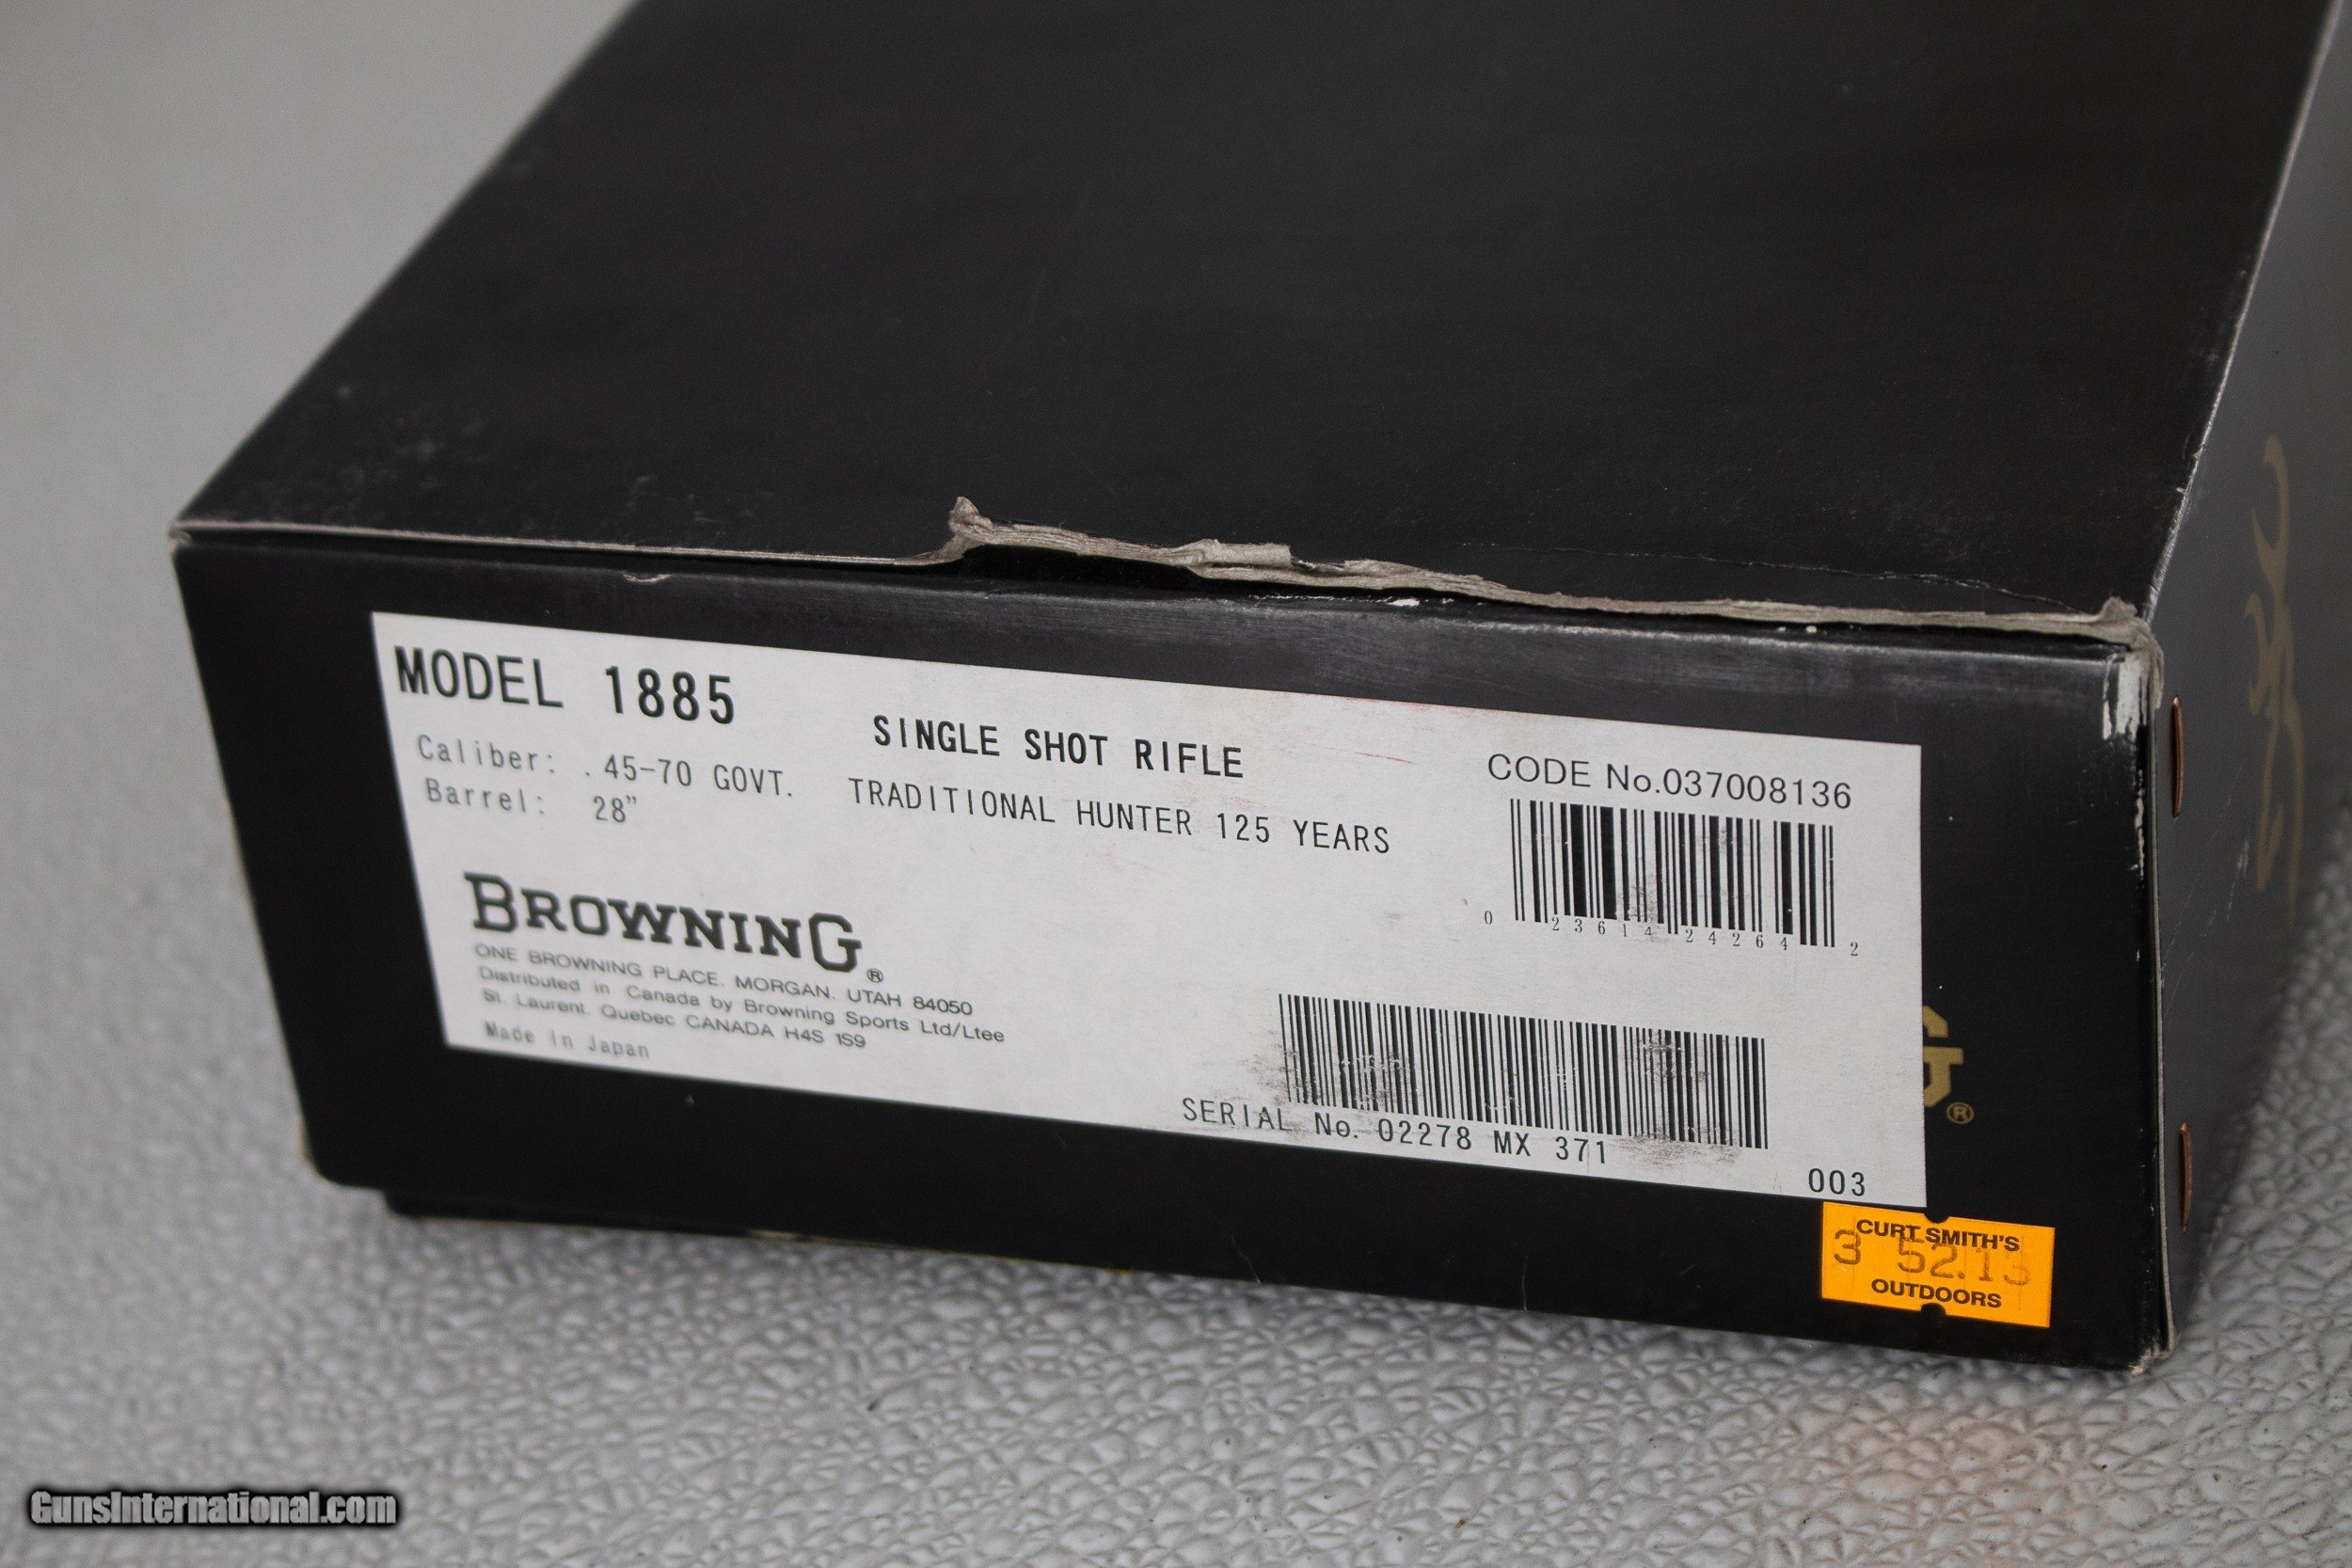 MODEL 1885
SINGLE SHOT RIFLE
Caliber: .45-70 GOVT.
TRADITIONAL HUNTER 125 YEARS
Barrel: 28"
CODE No.037008136
0 23614 24264 2
BROWNING®
ONE BROWNING PLACE, MORGAN, UTAH 84050
Distributed in Canada by Browning Sports Ltd/Ltee
St. Laurent. Quebec CANADA H4S 1S9
Made in Japan
SERIAL No. 02278 MX 371
003
G®
CURT SMITH'S
3 52.13
OUTDOORS
GunsInternational.com